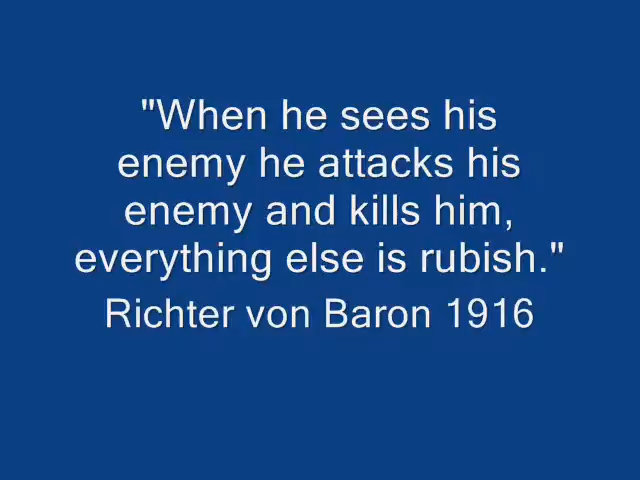 "When he sees his
enemy he attacks his
enemy and kills him,
everything else is rubish."
Richter von Baron 1916